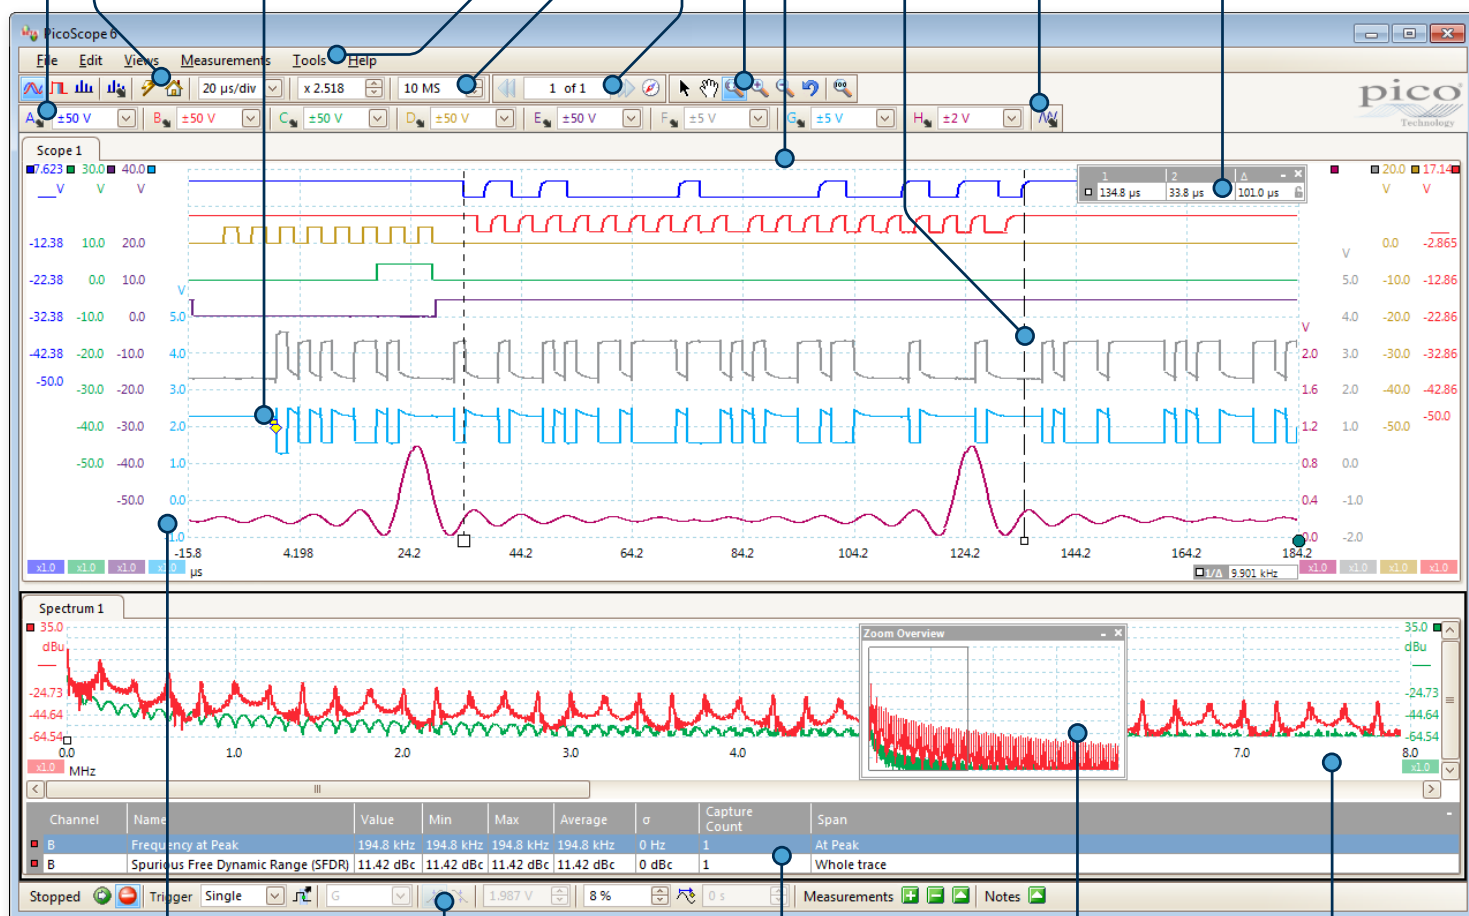 PicoScope 6
File Edit Views Measurements Tools Help
20 µs/div x 2.518 10 MS 1 of 1
pico
Technology
A ±50 V B ±50 V C ±50 V D ±50 V E ±50 V F ±5 V G ±5 V H ±2 V
Scope 1
7.623 30.0 40.0
V V V
1 2 Δ
134.8 µs 33.8 µs 101.0 µs
20.0 17.14
V V
-12.38 10.0 20.0
0.0 -2.865
V
-22.38 0.0 10.0
5.0 -10.0 -12.86
V
-32.38 -10.0 0.0 5.0
4.0 -20.0 -22.86
V
-42.38 -20.0 -10.0 4.0
2.0 3.0 -30.0 -32.86
-50.0 -30.0 -20.0 3.0
1.6 2.0 -40.0 -42.86
-40.0 -30.0 2.0
1.2 1.0 -50.0 -50.0
-50.0 -40.0 1.0
0.8 0.0
-50.0 0.0
0.4 -1.0
1.0
0.0 -2.0
-15.8 4.198 24.2 44.2 64.2 84.2 104.2 124.2 144.2 164.2 184.2
x1.0 x1.0 x1.0 x1.0 µs
1/Δ 9.901 kHz x1.0 x1.0 x1.0 x1.0
Spectrum 1
35.0
dBu
-24.73
-44.64
-64.54
Zoom Overview
35.0
dBu
-24.73
-44.64
-64.54
0.0 1.0 2.0 3.0 4.0 7.0 8.0
x1.0 MHz x1.0
Channel Name Value Min Max Average σ Capture Count Span
B Frequency at Peak 194.8 kHz 194.8 kHz 194.8 kHz 194.8 kHz 0 Hz 1 At Peak
B Spurious Free Dynamic Range (SFDR) 11.42 dBc 11.42 dBc 11.42 dBc 11.42 dBc 0 dBc 1 Whole trace
Stopped Trigger Single G 1.987 V 8 % 0 s Measurements Notes